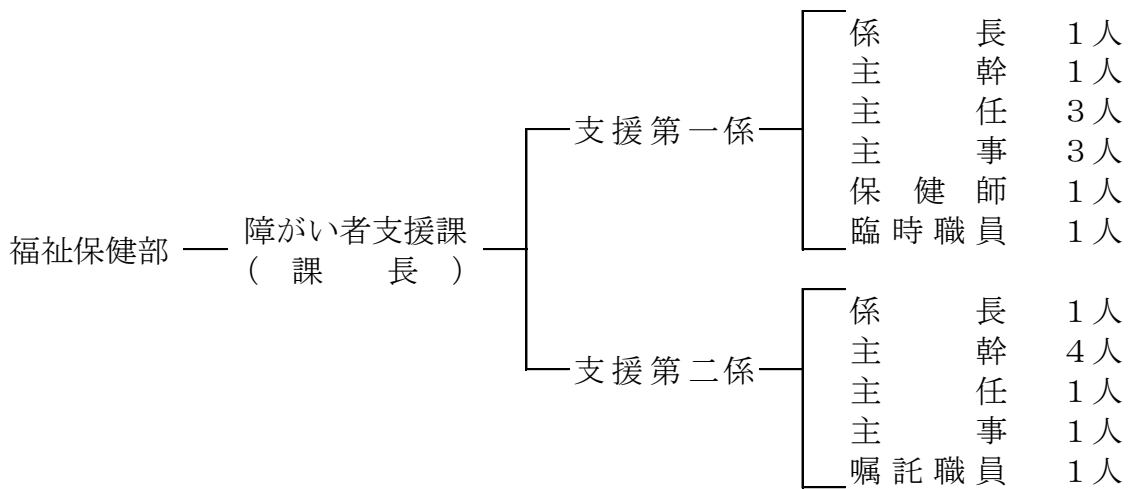 福祉保健部
障がい者支援課
(課長)
支援第一係
係長 1人
主幹 1人
主任 3人
主事 3人
保健師 1人
臨時職員 1人
支援第二係
係長 1人
主幹 4人
主任 1人
主事 1人
嘱託職員 1人